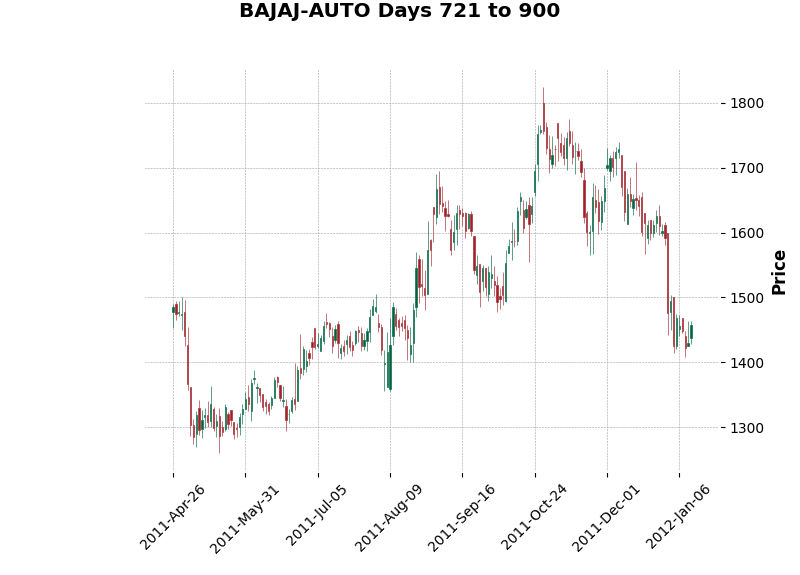 BAJAJ-AUTO Days 721 to 900
1800
1700
1600
1500
1400
1300
Price
2011-Apr-26
2011-May-31
2011-Jul-05
2011-Aug-09
2011-Sep-16
2011-Oct-24
2011-Dec-01
2012-Jan-06